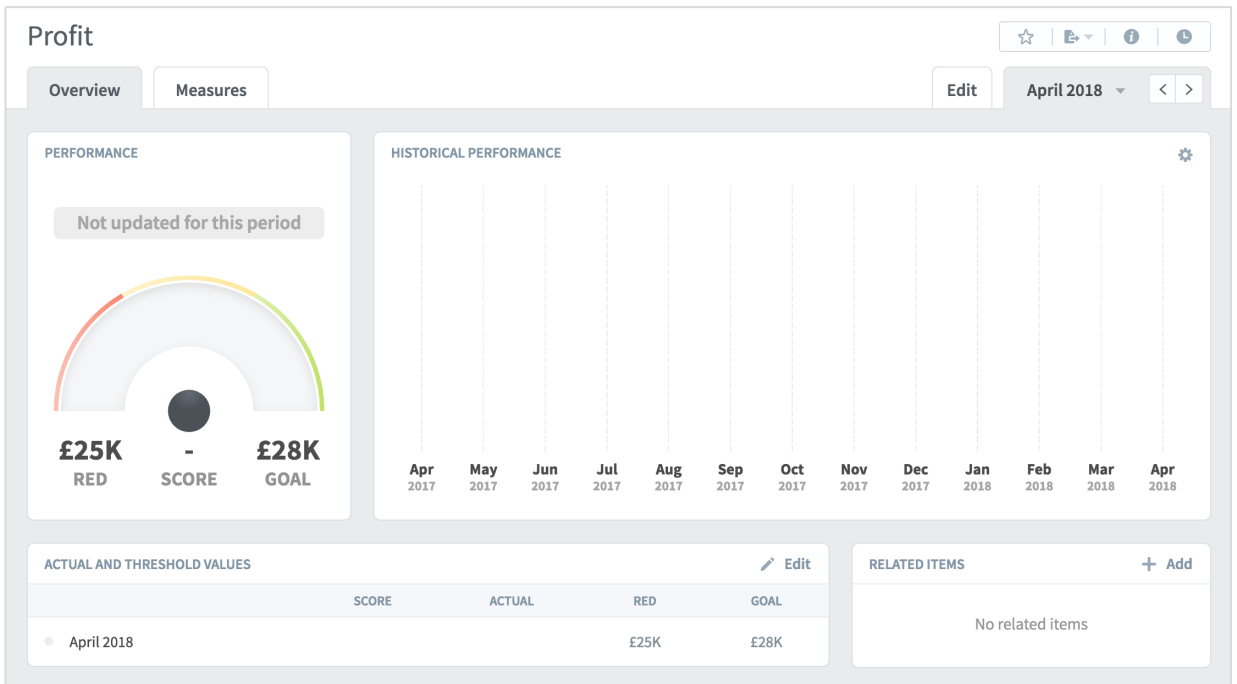 Profit
Overview
Measures
Edit
April 2018
PERFORMANCE
Not updated for this period
£25K
-
£28K
RED
SCORE
GOAL
HISTORICAL PERFORMANCE
Apr May Jun Jul Aug Sep Oct Nov Dec Jan Feb Mar Apr
2017 2017 2017 2017 2017 2017 2017 2017 2017 2018 2018 2018 2018
ACTUAL AND THRESHOLD VALUES
Edit
SCORE ACTUAL RED GOAL
April 2018 £25K £28K
RELATED ITEMS
Add
No related items